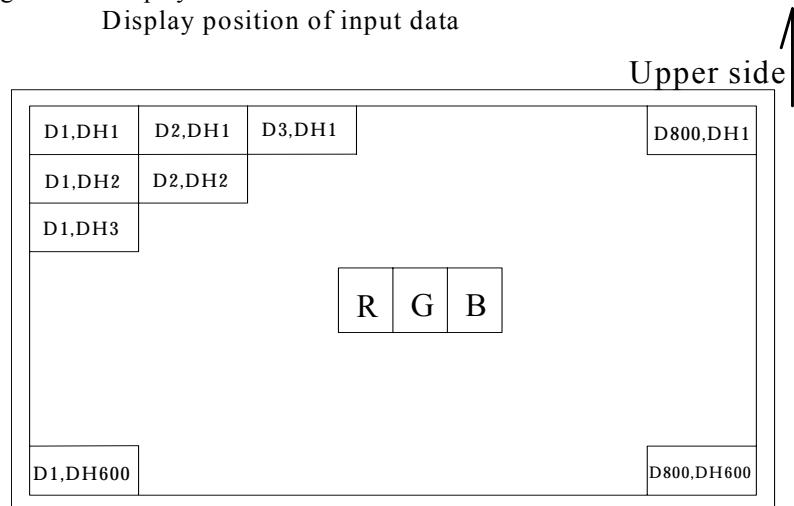 Display position of input data
Upper side
D1,DH1 D2,DH1 D3,DH1 D800,DH1
D1,DH2 D2,DH2
D1,DH3
R G B
D1,DH600 D800,DH600